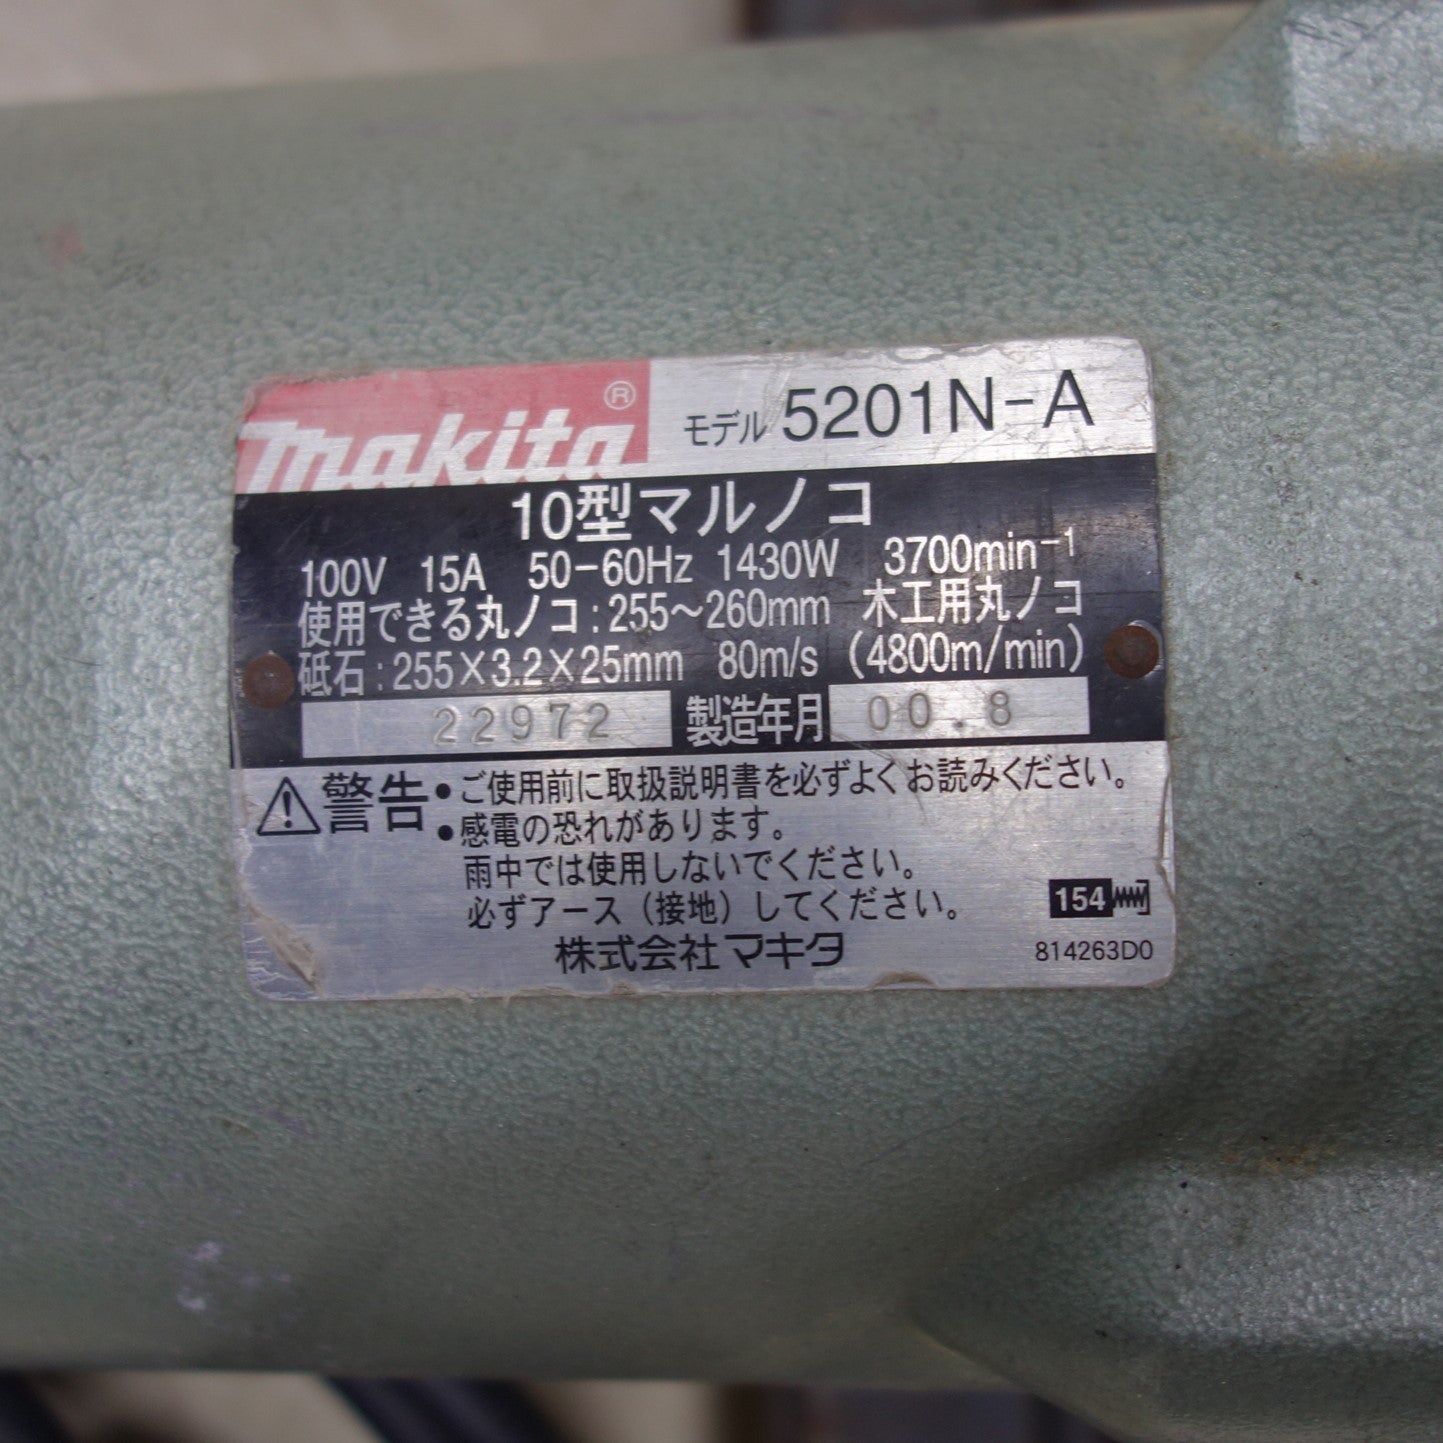 makita® モデル 5201N-A
10型マルノコ
100V 15A 50-60Hz 1430W 3700min⁻¹
使用できる丸ノコ:255~260mm 木工用丸ノコ
砥石:255×3.2×25mm 80m/s (4800m/min)
22972 製造年月 00.8
⚠警告 •ご使用前に取扱説明書を必ずよくお読みください。
•感電の恐れがあります。
雨中では使用しないでください。
必ずアース(接地)してください。
154
株式会社マキタ 814263D0